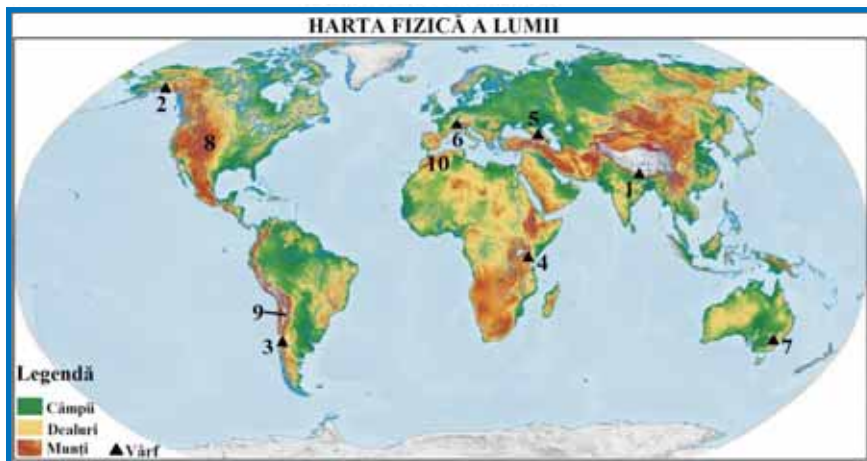 HARTA FIZICĂ A LUMII
2
5
6
8
10
1
4
9
3
7
Legendă
Câmpii
Dealuri
Munți
Vârf